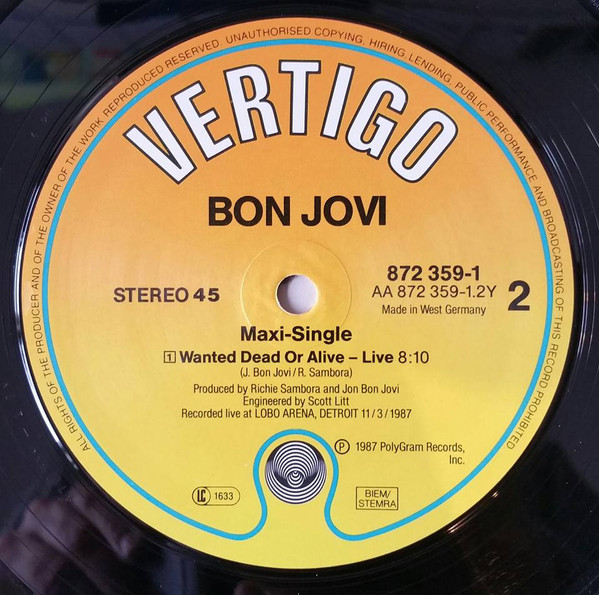 ALL RIGHTS OF THE PRODUCER AND OF THE OWNER OF THE WORK REPRODUCED RESERVED. UNAUTHORISED COPYING, HIRING, LENDING, PUBLIC PERFORMANCE AND BROADCASTING OF THIS RECORD PROHIBITED
VERTIGO
BON JOVI
STEREO 45
872 359-1
AA 872 359-1.2Y
2
Made in West Germany
Maxi-Single
1 Wanted Dead Or Alive – Live 8:10
(J. Bon Jovi/R. Sambora)
Produced by Richie Sambora and Jon Bon Jovi
Engineered by Scott Litt
Recorded live at LOBO ARENA, DETROIT 11/3/1987
℗ 1987 PolyGram Records,
Inc.
LC 1633
BIEM/
STEMRA